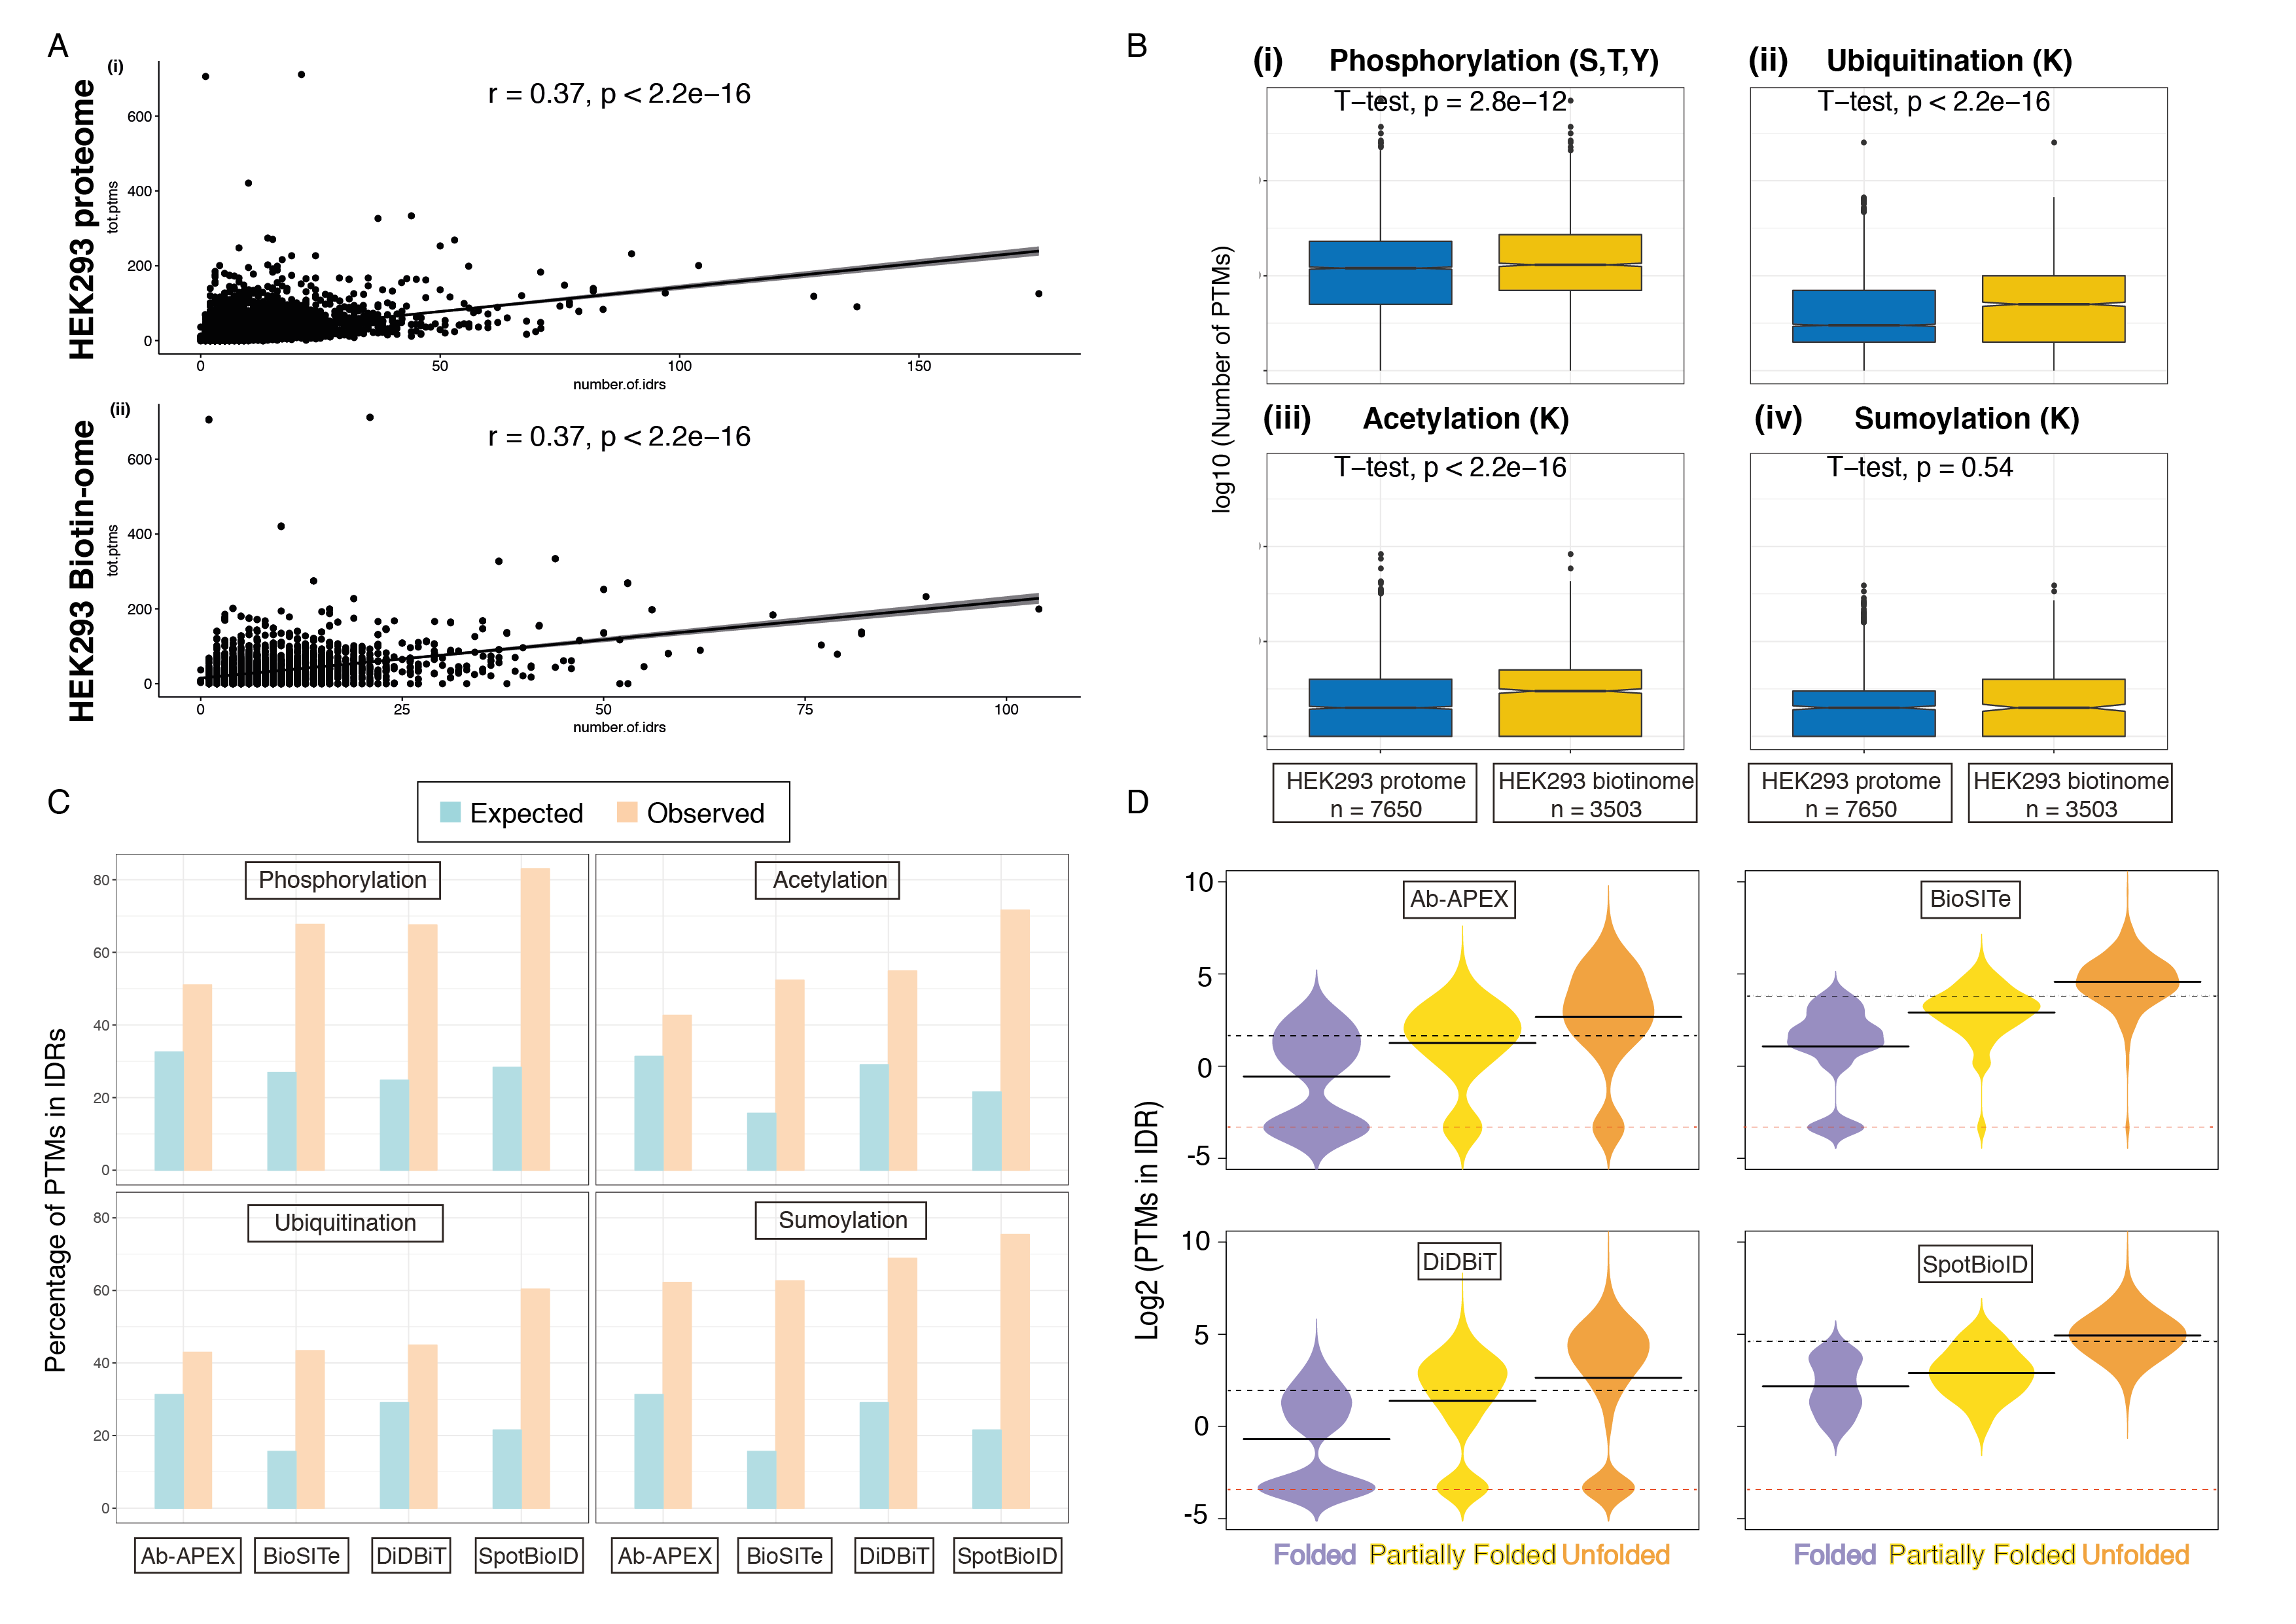 A
(i)
HEK293 proteome
tot.ptms
r = 0.37, p < 2.2e−16
600
400
200
0
0 50 100 150
number.of.idrs
(ii)
HEK293 Biotin-ome
tot.ptms
r = 0.37, p < 2.2e−16
600
400
200
0
0 25 50 75 100
number.of.idrs
B
log10 (Number of PTMs)
(i) Phosphorylation (S,T,Y)
T−test, p = 2.8e−12
(ii) Ubiquitination (K)
T−test, p < 2.2e−16
(iii) Acetylation (K)
T−test, p < 2.2e−16
(iv) Sumoylation (K)
T−test, p = 0.54
HEK293 protome
n = 7650
HEK293 biotinome
n = 3503
HEK293 protome
n = 7650
HEK293 biotinome
n = 3503
C
Expected Observed
Percentage of PTMs in IDRs
Phosphorylation
Acetylation
80
60
40
20
0
Ubiquitination
Sumoylation
80
60
40
20
0
Ab-APEX BioSITe DiDBiT SpotBioID
Ab-APEX BioSITe DiDBiT SpotBioID
D
Log2 (PTMs in IDR)
Ab-APEX
BioSITe
10
5
0
-5
DiDBiT
SpotBioID
10
5
0
-5
Folded Partially Folded Unfolded
Folded Partially Folded Unfolded